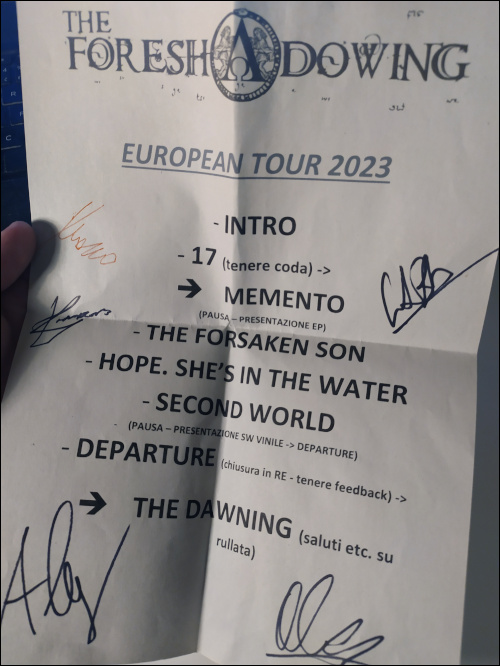 THE
FORESHADOWING
EUROPEAN TOUR 2023
- INTRO
- 17 (tenere coda) ->
➔ MEMENTO
(PAUSA – PRESENTAZIONE EP)
- THE FORSAKEN SON
- HOPE. SHE'S IN THE WATER
- SECOND WORLD
- (PAUSA – PRESENTAZIONE SW VINILE -> DEPARTURE)
- DEPARTURE (chiusura in RE - tenere feedback) ->
➔ THE DAWNING (saluti etc. su
rullata)
Alex